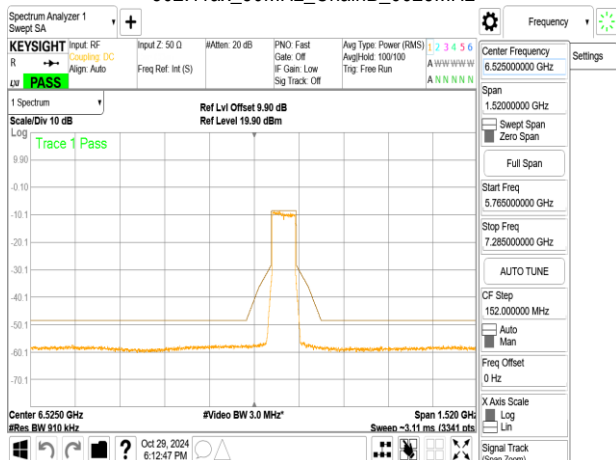 Spectrum Analyzer 1
Swept SA
+
Frequency
KEYSIGHT
R
LXI
PASS
Input: RF
Coupling: DC
Align: Auto
Input Z: 50 Ω
Freq Ref: Int (S)
#Atten: 20 dB
PNO: Fast
Gate: Off
IF Gain: Low
Sig Track: Off
Avg Type: Power (RMS)
Avg|Hold: 100/100
Trig: Free Run
1 2 3 4 5 6
A W W W W W
A N N N N N
Center Frequency
6.525000000 GHz
Settings
Span
1.52000000 GHz
Swept Span
Zero Span
Full Span
Start Freq
5.765000000 GHz
Stop Freq
7.285000000 GHz
AUTO TUNE
CF Step
152.000000 MHz
Auto
Man
Freq Offset
0 Hz
X Axis Scale
Log
Lin
Signal Track
(Span Zoom)
1 Spectrum
Scale/Div 10 dB
Ref Lvl Offset 9.90 dB
Ref Level 19.90 dBm
Log
Trace 1 Pass
9.90
-0.10
-10.1
-20.1
-30.1
-40.1
-50.1
-60.1
-70.1
Center 6.5250 GHz
#Res BW 910 kHz
#Video BW 3.0 MHz*
Span 1.520 GHz
Sweep ~3.11 ms (3341 pts)
?
Oct 29, 2024
6:12:47 PM